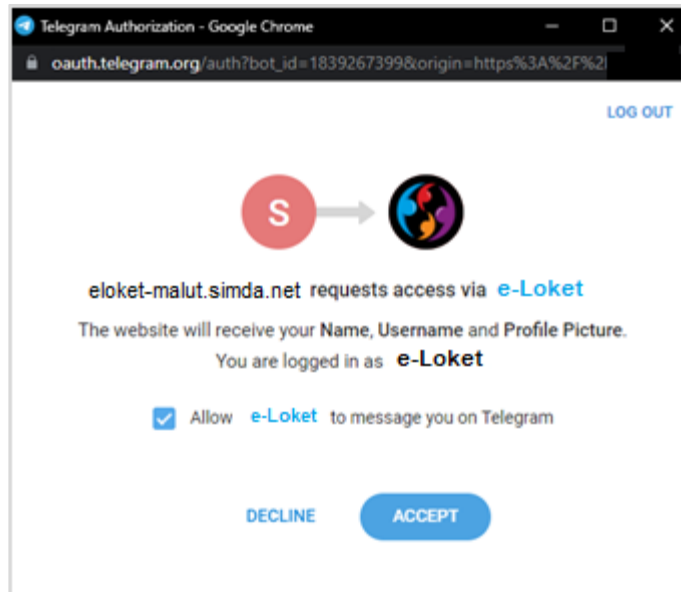 Telegram Authorization - Google Chrome
oauth.telegram.org/auth?bot_id=1839267399&origin=https%3A%2F%2
LOG OUT
S
eloket-malut.simda.net requests access via e-Loket
The website will receive your Name, Username and Profile Picture.
You are logged in as e-Loket
Allow e-Loket to message you on Telegram
DECLINE ACCEPT